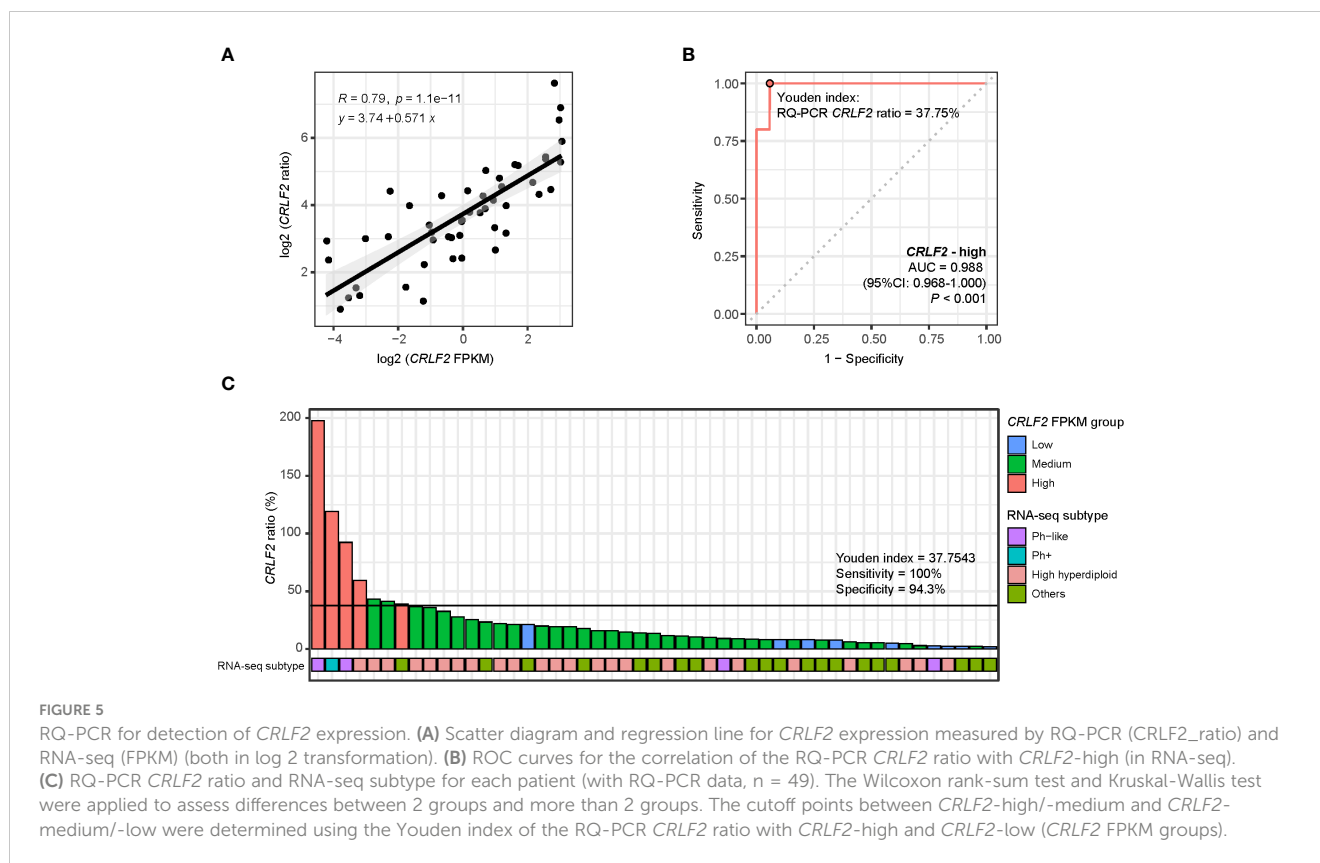 A
R = 0.79, p = 1.1e−11
y = 3.74+0.571 x
log2 (CRLF2 ratio)
6
4
2
−4
−2
0
2
log2 (CRLF2 FPKM)
B
Youden index:
RQ-PCR CRLF2 ratio = 37.75%
Sensitivity
1.00
0.75
0.50
0.25
0.00
CRLF2 - high
AUC = 0.988
(95%CI: 0.968-1.000)
P < 0.001
0.00
0.25
0.50
0.75
1.00
1 − Specificity
C
CRLF2 ratio (%)
200
150
100
50
0
Youden index = 37.7543
Sensitivity = 100%
Specificity = 94.3%
RNA-seq subtype
CRLF2 FPKM group
Low
Medium
High
RNA-seq subtype
Ph-like
Ph+
High hyperdiploid
Others
FIGURE 5
RQ-PCR for detection of CRLF2 expression. (A) Scatter diagram and regression line for CRLF2 expression measured by RQ-PCR (CRLF2_ratio) and
RNA-seq (FPKM) (both in log 2 transformation). (B) ROC curves for the correlation of the RQ-PCR CRLF2 ratio with CRLF2-high (in RNA-seq).
(C) RQ-PCR CRLF2 ratio and RNA-seq subtype for each patient (with RQ-PCR data, n = 49). The Wilcoxon rank-sum test and Kruskal-Wallis test
were applied to assess differences between 2 groups and more than 2 groups. The cutoff points between CRLF2-high/-medium and CRLF2-
medium/-low were determined using the Youden index of the RQ-PCR CRLF2 ratio with CRLF2-high and CRLF2-low (CRLF2 FPKM groups).